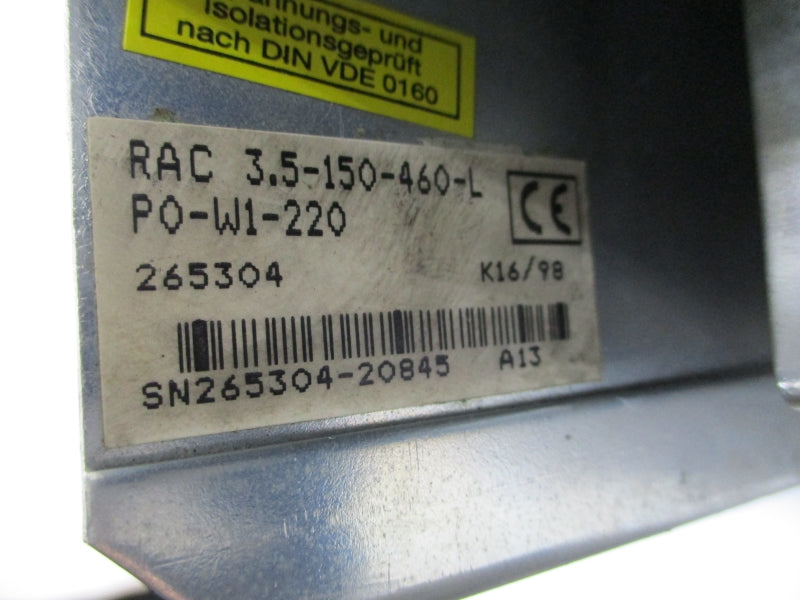 isolationsgeprüft
nach DIN VDE 0160
RAC 3.5-150-460-L
PO-W1-220
CE
265304 K16/98
SN265304-20845 A13